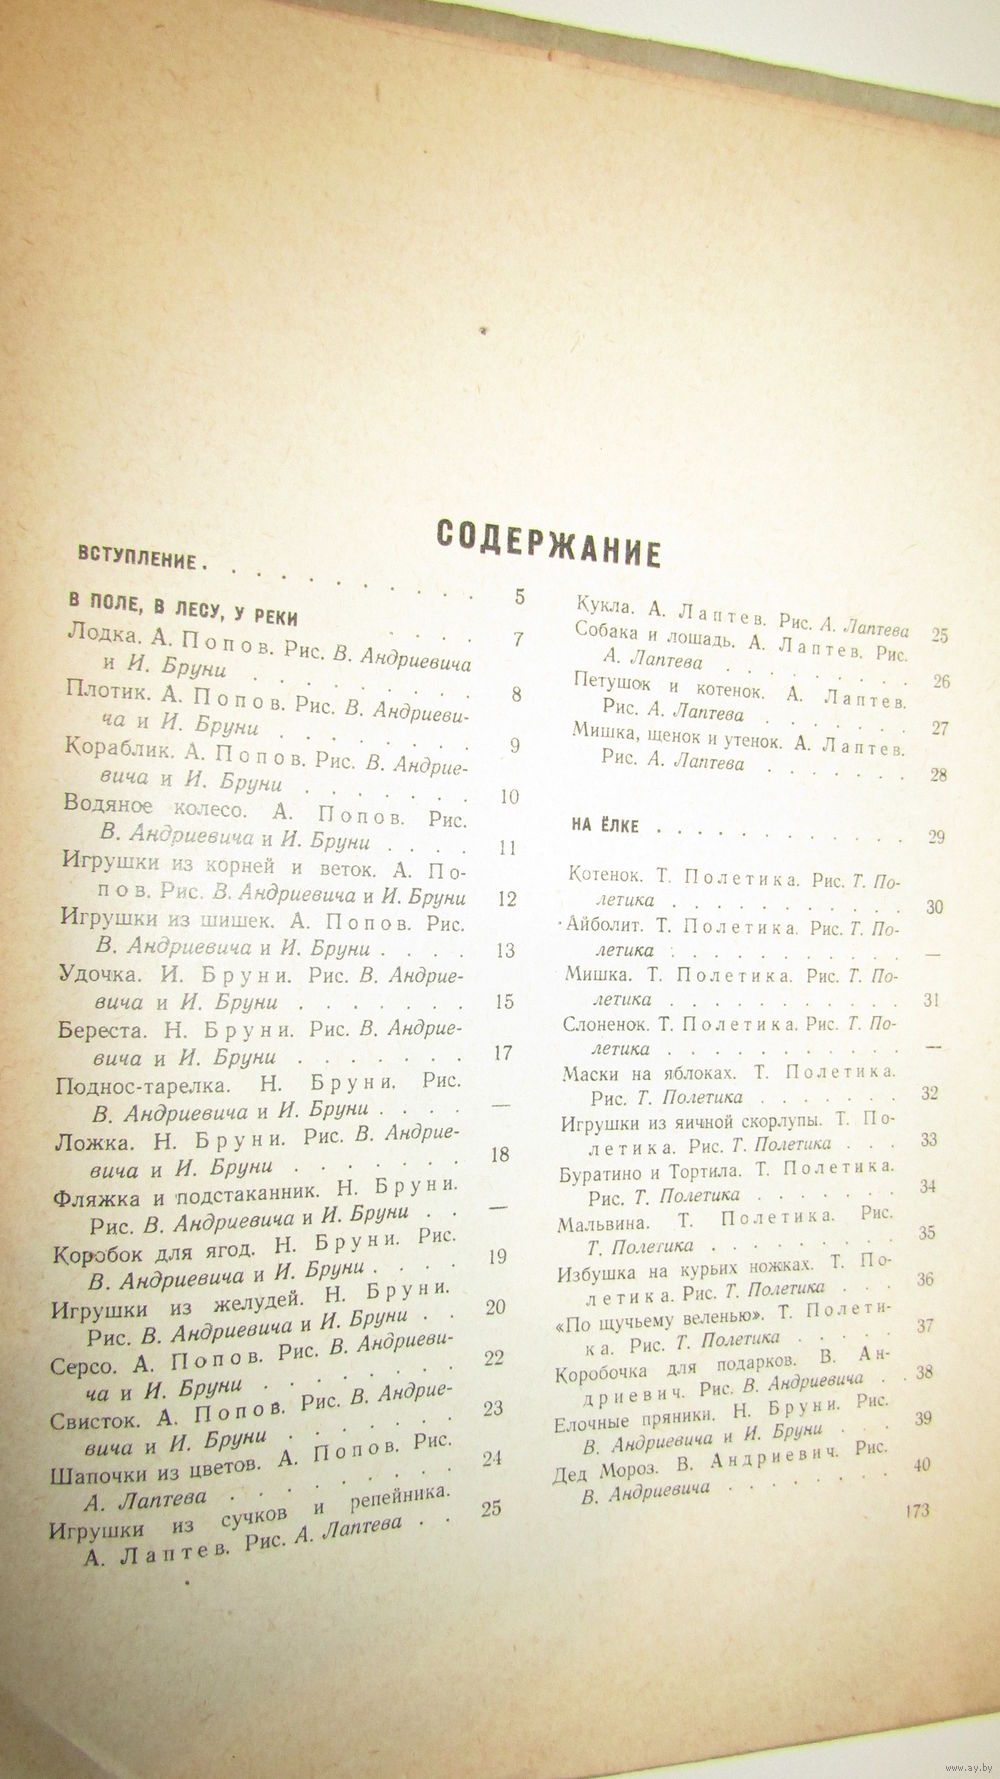 СОДЕРЖАНИЕ
ВСТУПЛЕНИЕ. . . . . . . . . . . 5
В ПОЛЕ, В ЛЕСУ, У РЕКИ . . . . 7
Лодка. А. Попов. Рис. В. Андриевича
и И. Бруни . . . . . . . . . 8
Плотик. А. Попов. Рис. В. Андриеви-
ча и И. Бруни . . . . . . . . 9
Кораблик. А. Попов. Рис. В. Андрие-
вича и И. Бруни . . . . . . . 10
Водяное колесо. А. Попов. Рис.
В. Андриевича и И. Бруни . . . . 11
Игрушки из корней и веток. А. По-
пов. Рис. В. Андриевича и И. Бруни 12
Игрушки из шишек. А. Попов. Рис.
В. Андриевича и И. Бруни . . . . 13
Удочка. И. Бруни. Рис. В. Андрие-
вича и И. Бруни . . . . . . . 15
Береста. Н. Бруни. Рис. В. Андрие-
вича и И. Бруни . . . . . . . 17
Поднос-тарелка. Н. Бруни. Рис.
В. Андриевича и И. Бруни . . . . —
Ложка. Н. Бруни. Рис. В. Андрие-
вича и И. Бруни . . . . . . . 18
Фляжка и подстаканник. Н. Бруни.
Рис. В. Андриевича и И. Бруни . . —
Коробок для ягод. Н. Бруни. Рис.
В. Андриевича и И. Бруни . . . . 19
Игрушки из желудей. Н. Бруни.
Рис. В. Андриевича и И. Бруни . . 20
Серсо. А. Попов. Рис. В. Андриеви-
ча и И. Бруни . . . . . . . . 22
Свисток. А. Попов. Рис. В. Андрие-
вича и И. Бруни . . . . . . . 23
Шапочки из цветов. А. Попов. Рис.
А. Лаптева . . . . . . . . . 24
Игрушки из сучков и репейника.
А. Лаптев. Рис. А. Лаптева . . 25
Кукла. А. Лаптев. Рис. А. Лаптева 25
Собака и лошадь. А. Лаптев. Рис.
А. Лаптева . . . . . . . . 26
Петушок и котенок. А. Лаптев.
Рис. А. Лаптева . . . . . . 27
Мишка, щенок и утенок. А. Лаптев.
Рис. А. Лаптева . . . . . . . 28
НА ЁЛКЕ . . . . . . . . . . . 29
Котенок. Т. Полетика. Рис. Т. По-
летика . . . . . . . . . . 30
Айболит. Т. Полетика. Рис. Т. По-
летика . . . . . . . . . . —
Мишка. Т. Полетика. Рис. Т. По-
летика . . . . . . . . . . 31
Слоненок. Т. Полетика. Рис. Т. По-
летика . . . . . . . . . . —
Маски на яблоках. Т. Полетика.
Рис. Т. Полетика . . . . . . . 32
Игрушки из яичной скорлупы. Т. По-
летика. Рис. Т. Полетика . . . 33
Буратино и Тортила. Т. Полетика.
Рис. Т. Полетика . . . . . . . 34
Мальвина. Т. Полетика. Рис.
Т. Полетика . . . . . . . . . 35
Избушка на курьих ножках. Т. По-
летика. Рис. Т. Полетика . . . 36
«По щучьему веленью». Т. Полети-
ка. Рис. Т. Полетика . . . . . 37
Коробочка для подарков. В. Ан-
дриевич. Рис. В. Андриевича . . 38
Елочные пряники. Н. Бруни. Рис.
В. Андриевича и И. Бруни . . . 39
Дед Мороз. В. Андриевич. Рис.
В. Андриевича . . . . . . . . 40
173
www.ay.by